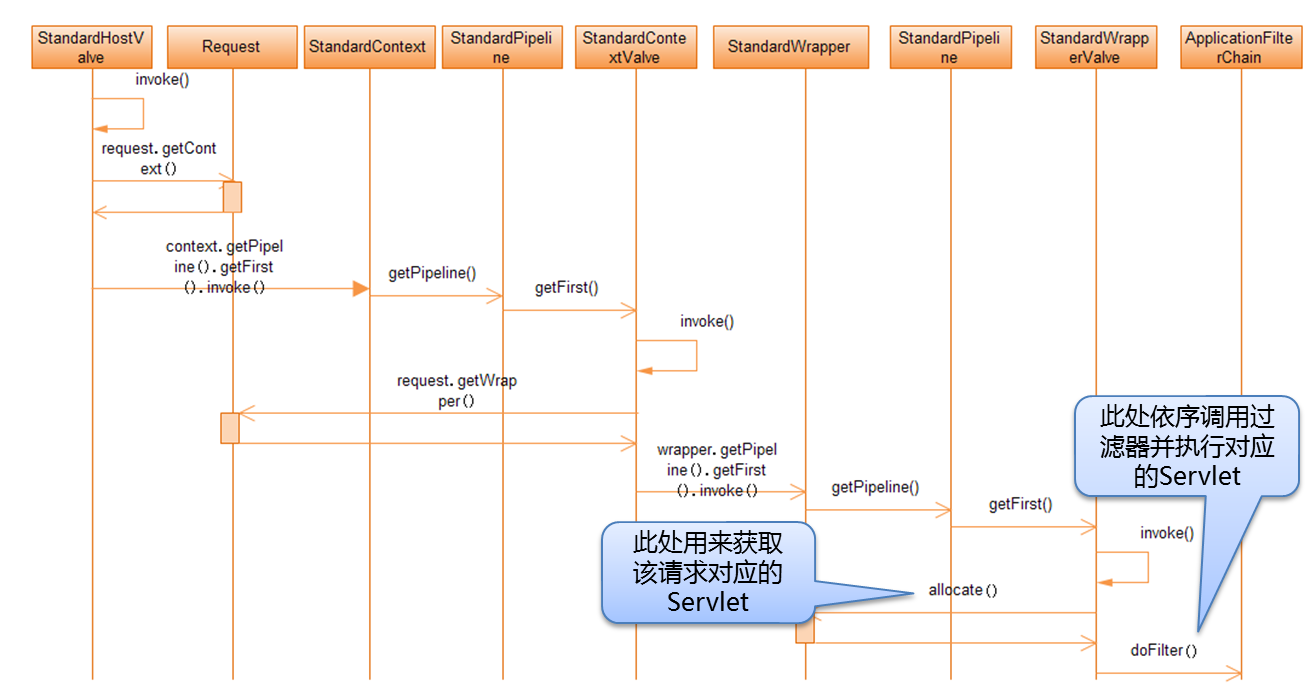 StandardHostV
alve
Request
StandardContext
StandardPipeli
ne
StandardConte
xtValve
StandardWrapper
StandardPipeli
ne
StandardWrapp
erValve
ApplicationFilte
rChain
invoke()
request.getCont
ext()
context.getPipel
ine().getFirst
().invoke()
getPipeline()
getFirst()
invoke()
request.getWrap
per()
wrapper.getPipel
ine().getFirst
().invoke()
getPipeline()
getFirst()
invoke()
此处依序调用过
滤器并执行对应
的Servlet
此处用来获取
该请求对应的
Servlet
allocate()
doFilter()